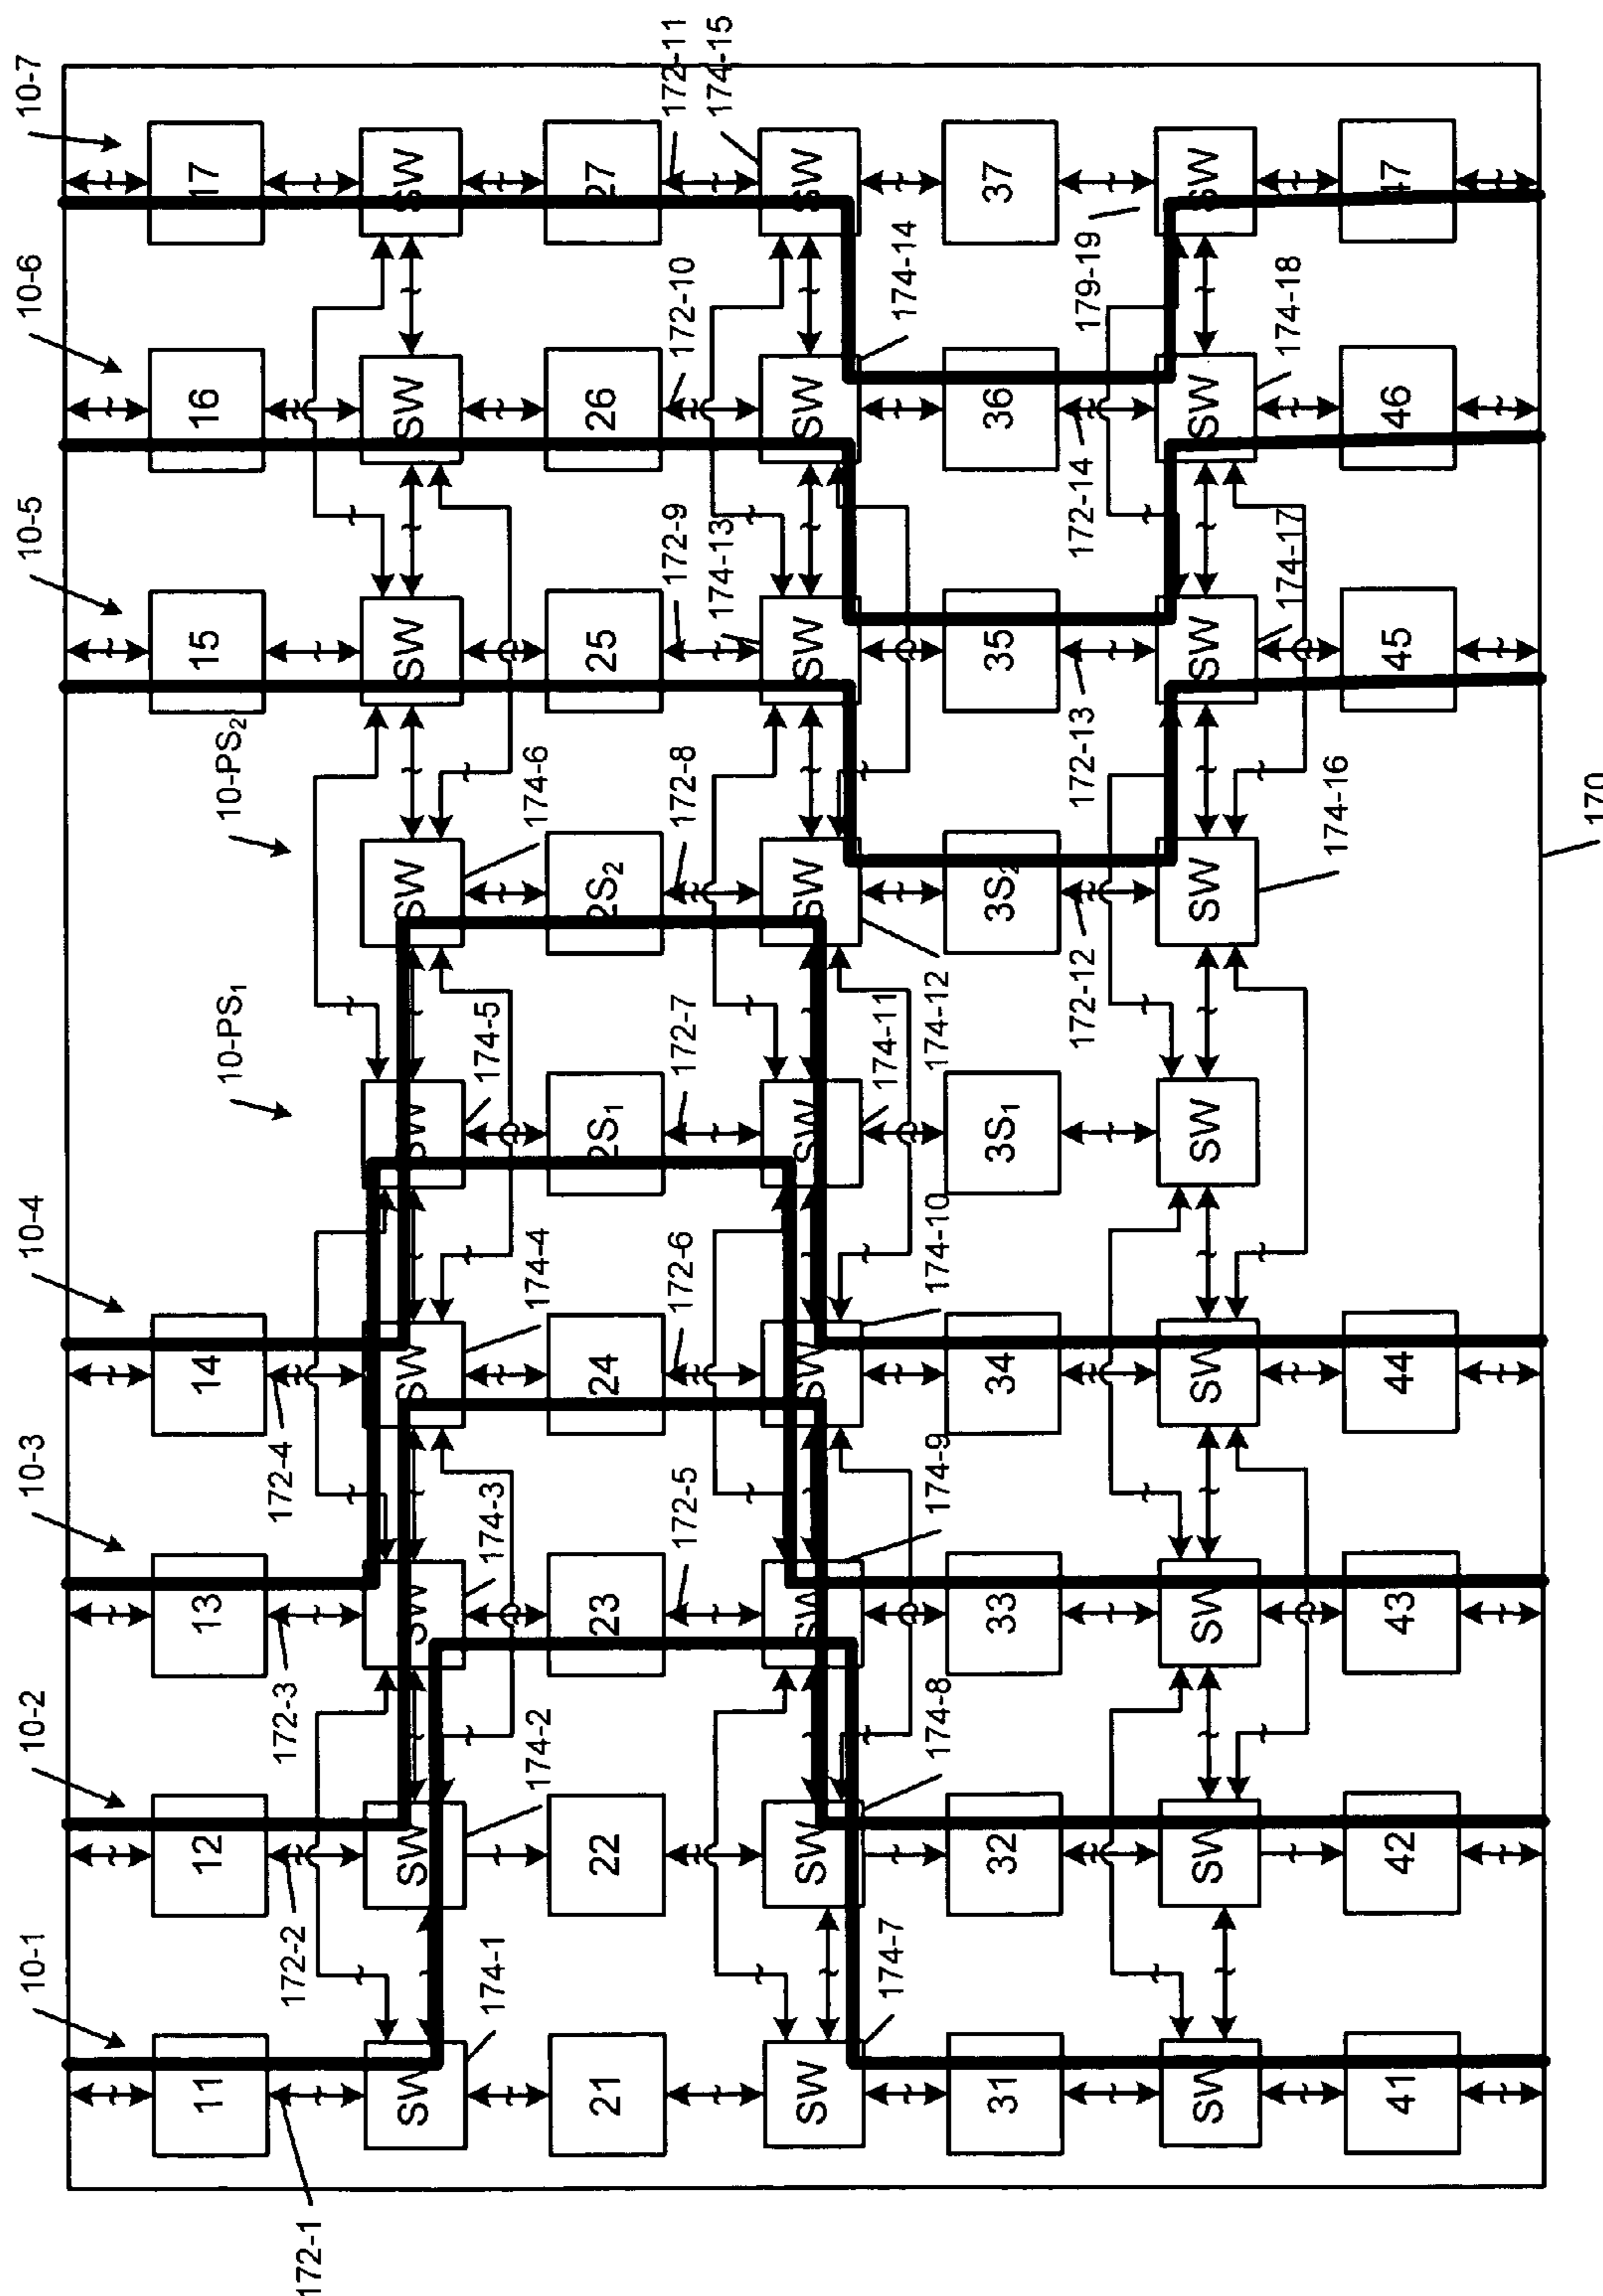 10-1
10-2
10-3
10-4
10-5
10-6
10-7
10-PS₁
10-PS₂
11
12
13
14
15
16
17
172-1
172-2
172-3
172-4
SW
SW
SW
SW
SW
SW
SW
SW
SW
174-1
174-2
174-3
174-4
174-5
174-6
21
22
23
24
2S₁
2S₂
25
26
27
172-5
172-6
172-7
172-8
172-9
174-13
172-10
172-11
174-15
SW
SW
SW
SW
SW
SW
SW
SW
SW
174-7
174-8
174-9
174-10
174-11
174-12
174-14
31
32
33
34
3S₁
3S₂
35
36
37
172-12
172-13
172-14
179-19
SW
SW
SW
SW
SW
SW
SW
SW
SW
174-16
174-17
174-18
41
42
43
44
45
46
47
170